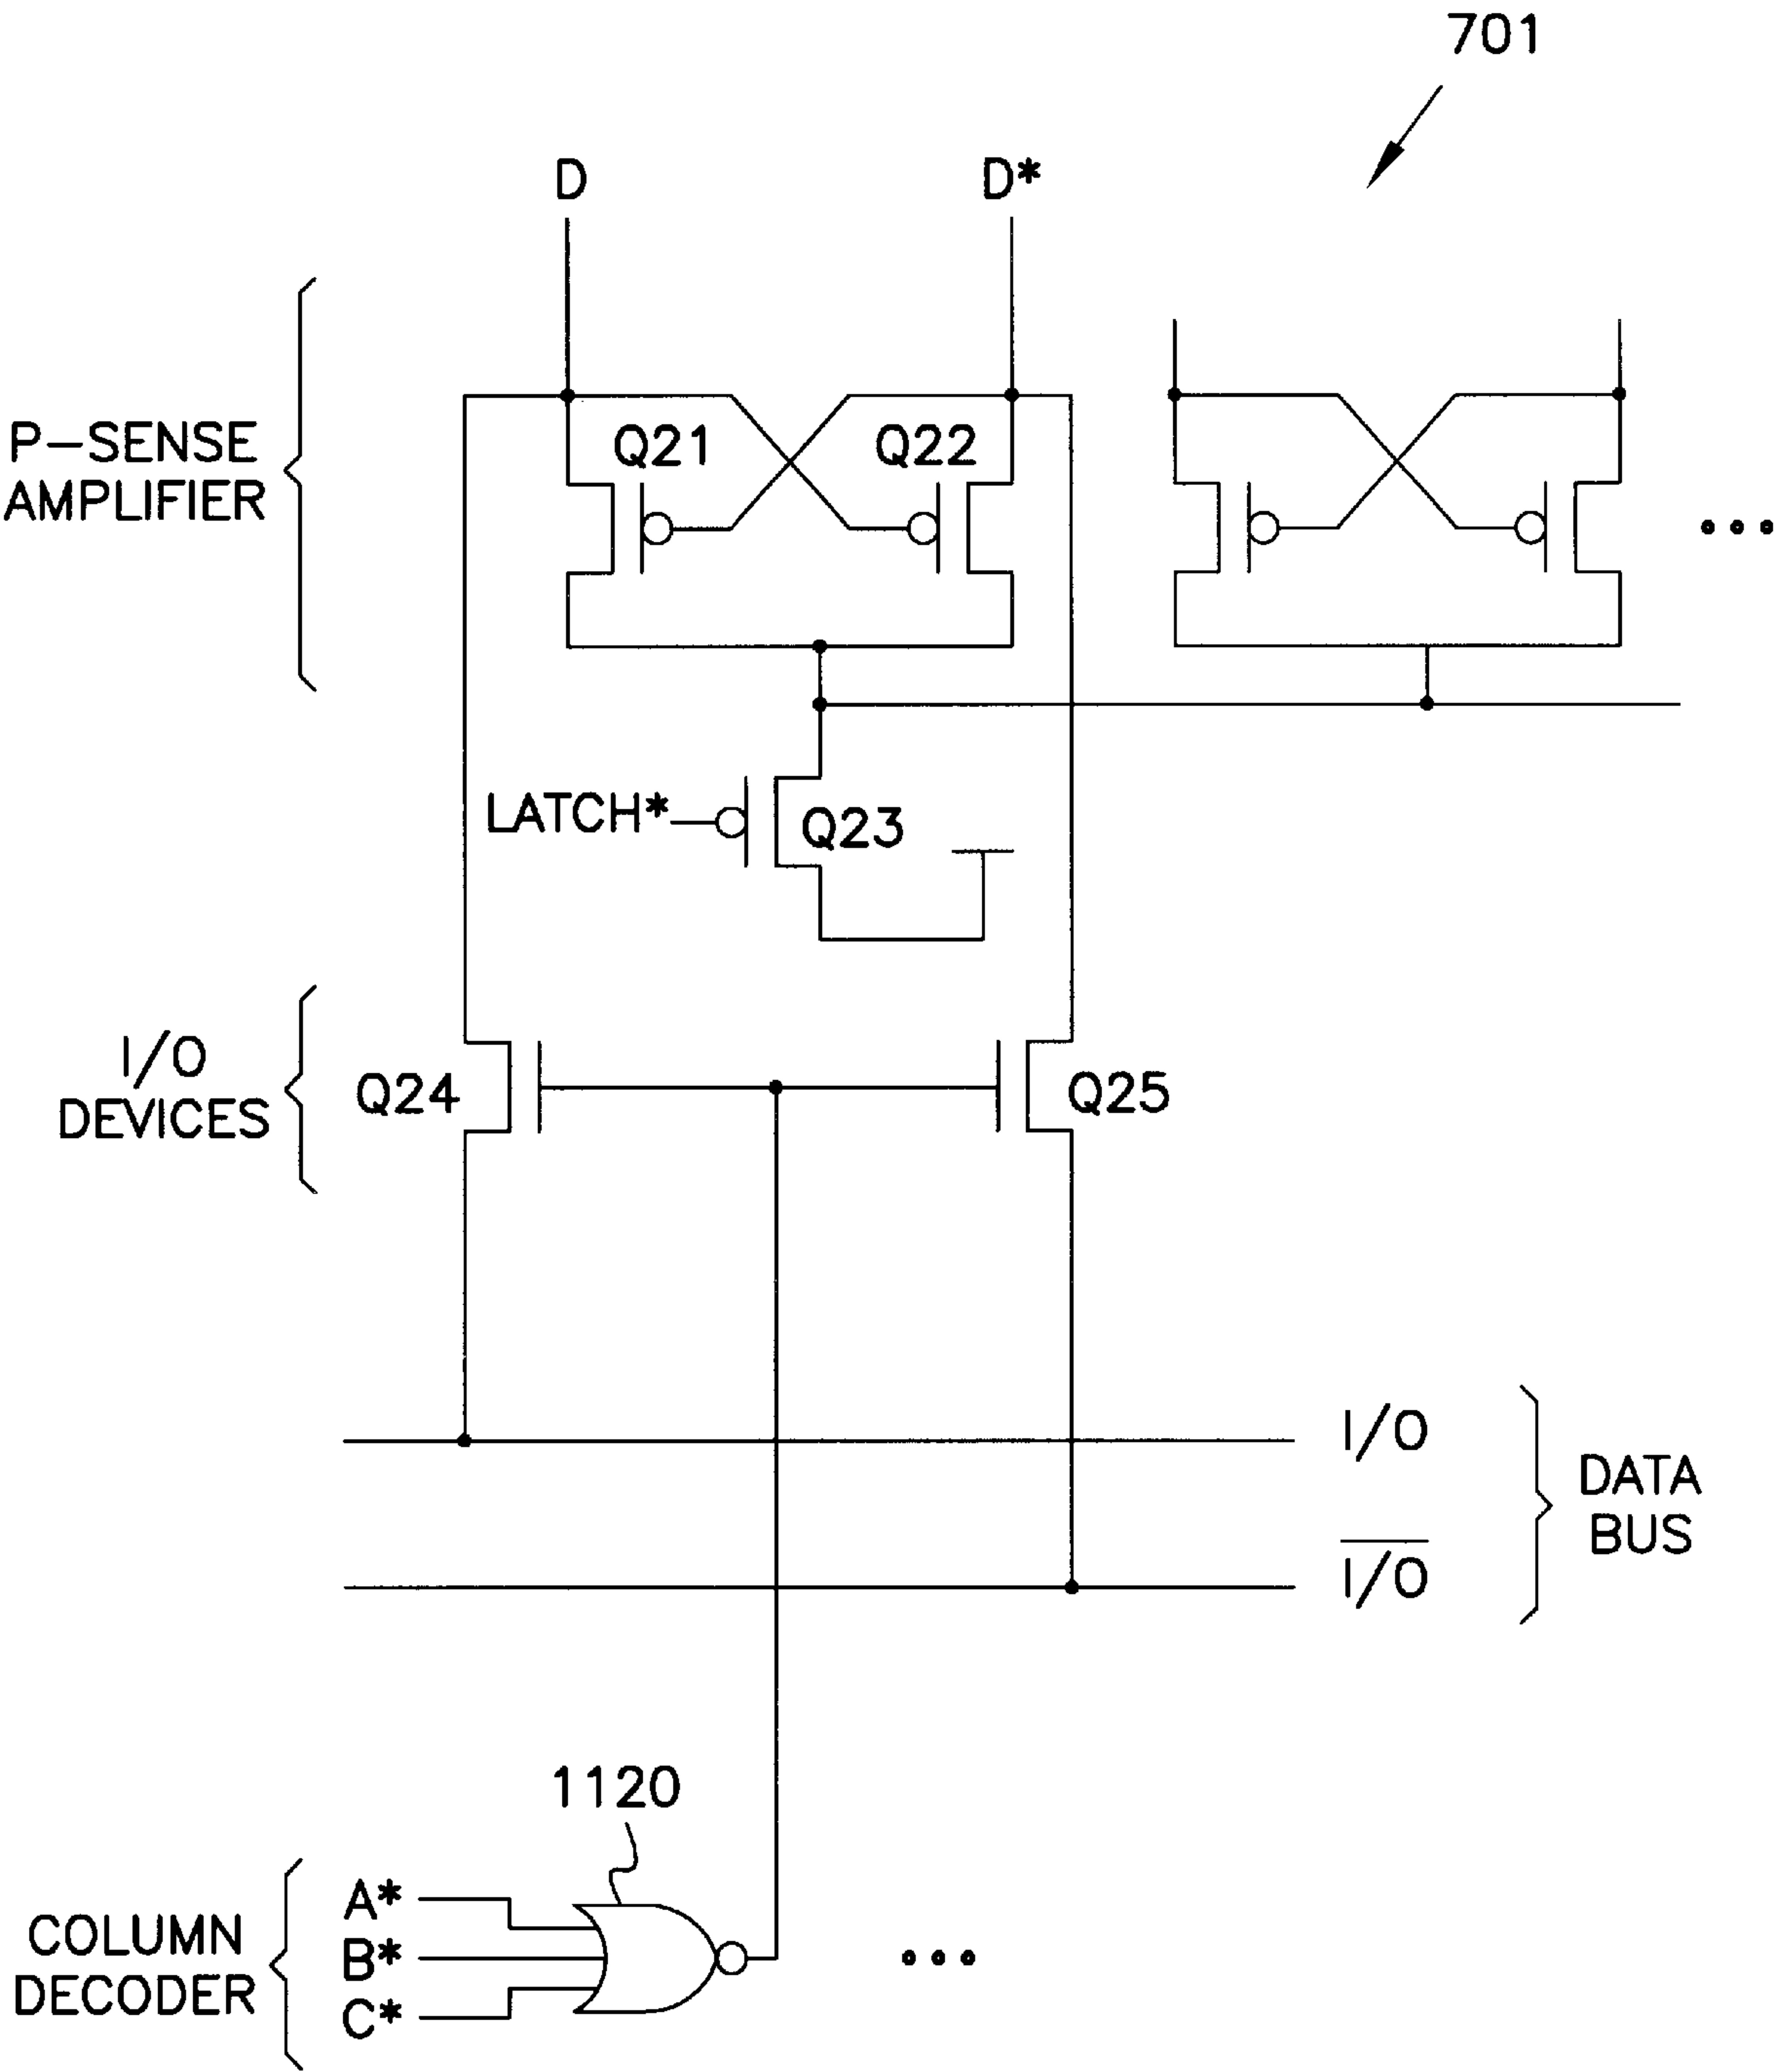 701
D
D*
P-SENSE
AMPLIFIER
Q21
Q22
LATCH*
Q23
I/O
DEVICES
Q24
Q25
I/O
I/O
DATA
BUS
1120
COLUMN
DECODER
A*
B*
C*